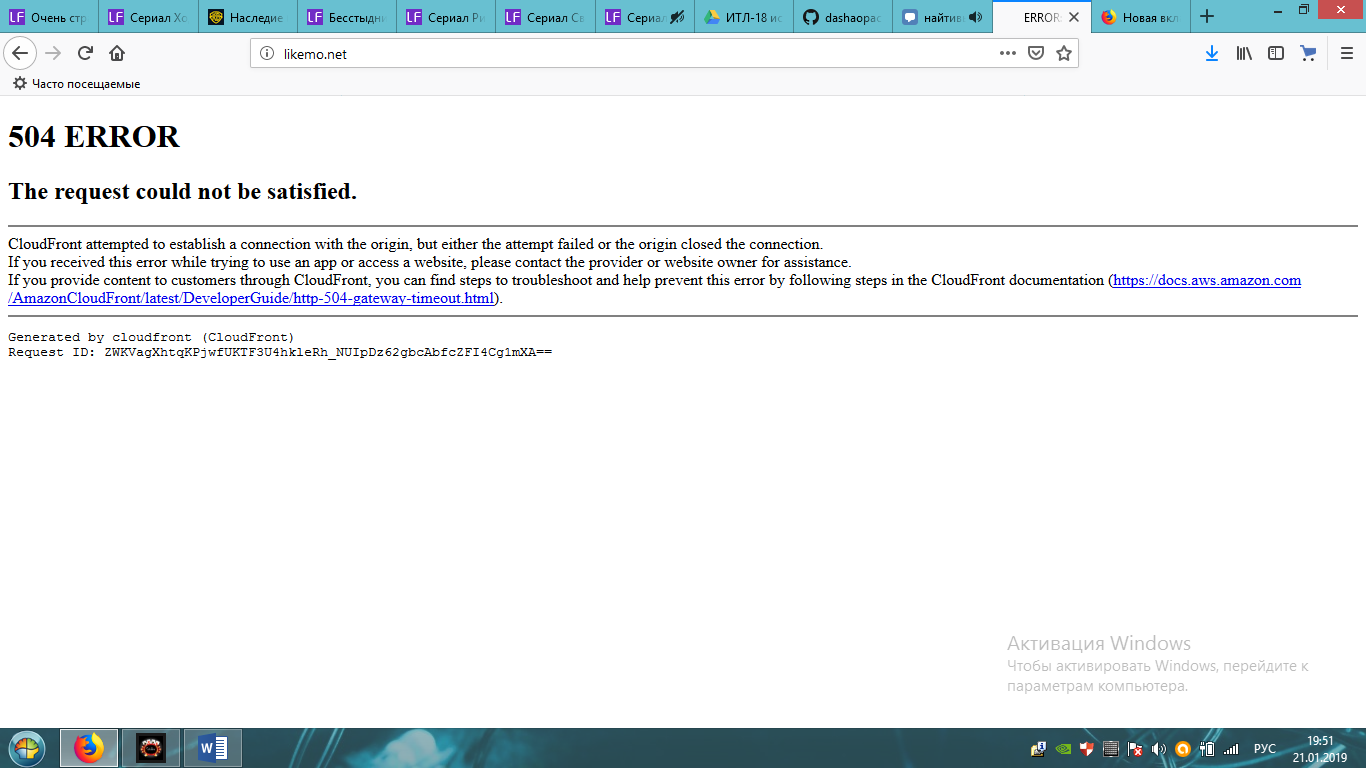 Очень стр
Сериал Хо
Наследие
Бесстыдни
Сериал Ри
Сериал Св
Сериал
ИТЛ-18 ис
dashaopac
найтив
ERROR:
Новая вкл
likemo.net
Часто посещаемые
504 ERROR
The request could not be satisfied.
CloudFront attempted to establish a connection with the origin, but either the attempt failed or the origin closed the connection.
If you received this error while trying to use an app or access a website, please contact the provider or website owner for assistance.
If you provide content to customers through CloudFront, you can find steps to troubleshoot and help prevent this error by following steps in the CloudFront documentation (https://docs.aws.amazon.com
/AmazonCloudFront/latest/DeveloperGuide/http-504-gateway-timeout.html).
Generated by cloudfront (CloudFront)
Request ID: ZWKVagXhtqKPjwfUKTF3U4hkleRh_NUIpDz62gbcAbfcZFI4Cg1mXA==
Активация Windows
Чтобы активировать Windows, перейдите к
параметрам компьютера.
РУС
19:51
21.01.2019